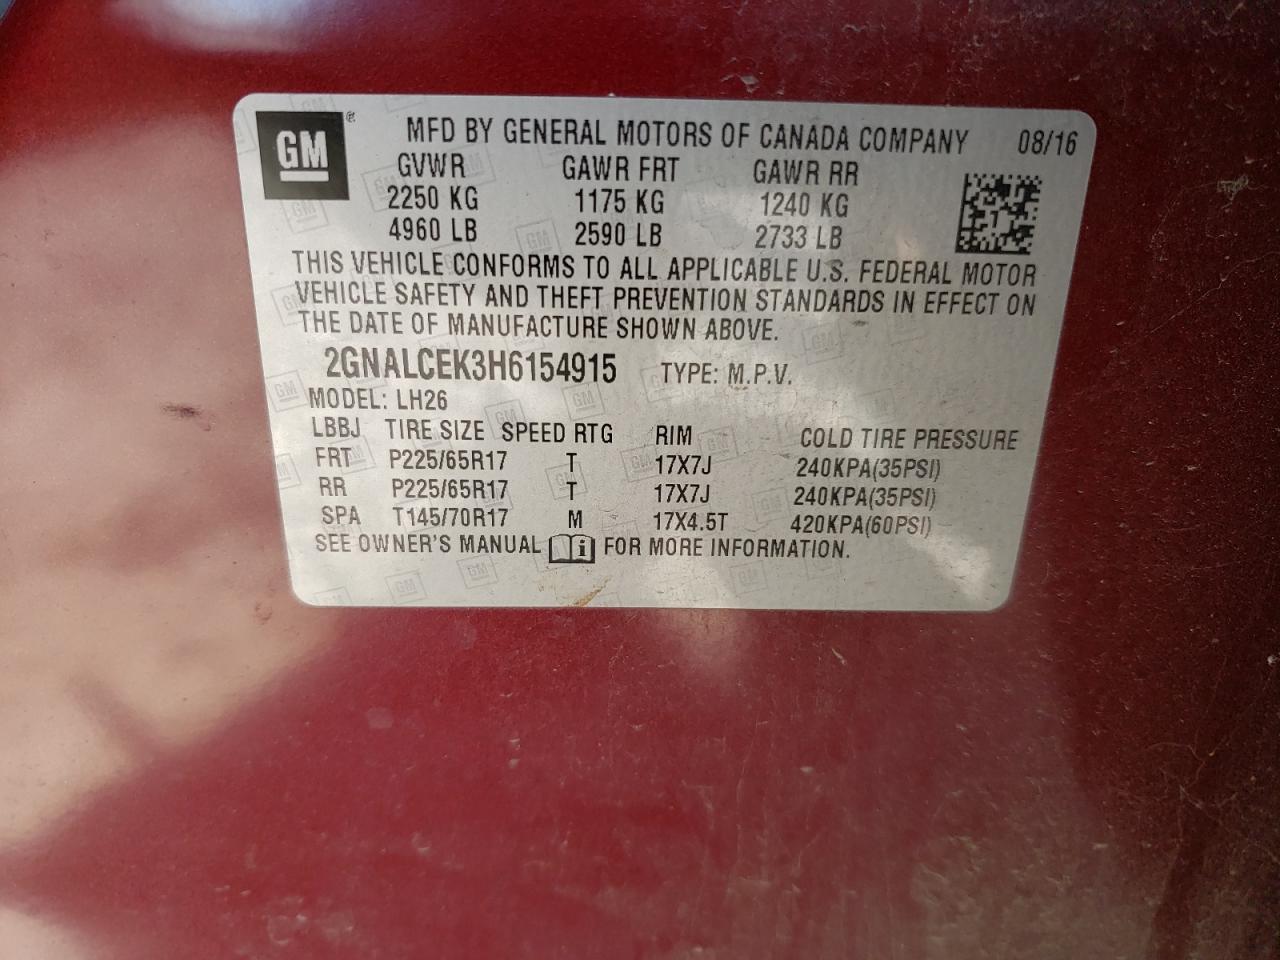 GM ®
MFD BY GENERAL MOTORS OF CANADA COMPANY 08/16
GVWR GAWR FRT GAWR RR
2250 KG 1175 KG 1240 KG
4960 LB 2590 LB 2733 LB
THIS VEHICLE CONFORMS TO ALL APPLICABLE U.S. FEDERAL MOTOR
VEHICLE SAFETY AND THEFT PREVENTION STANDARDS IN EFFECT ON
THE DATE OF MANUFACTURE SHOWN ABOVE.
2GNALCEK3H6154915 TYPE: M.P.V.
MODEL: LH26
LBBJ TIRE SIZE SPEED RTG RIM COLD TIRE PRESSURE
FRT P225/65R17 T 17X7J 240KPA(35PSI)
RR P225/65R17 T 17X7J 240KPA(35PSI)
SPA T145/70R17 M 17X4.5T 420KPA(60PSI)
SEE OWNER'S MANUAL i FOR MORE INFORMATION.